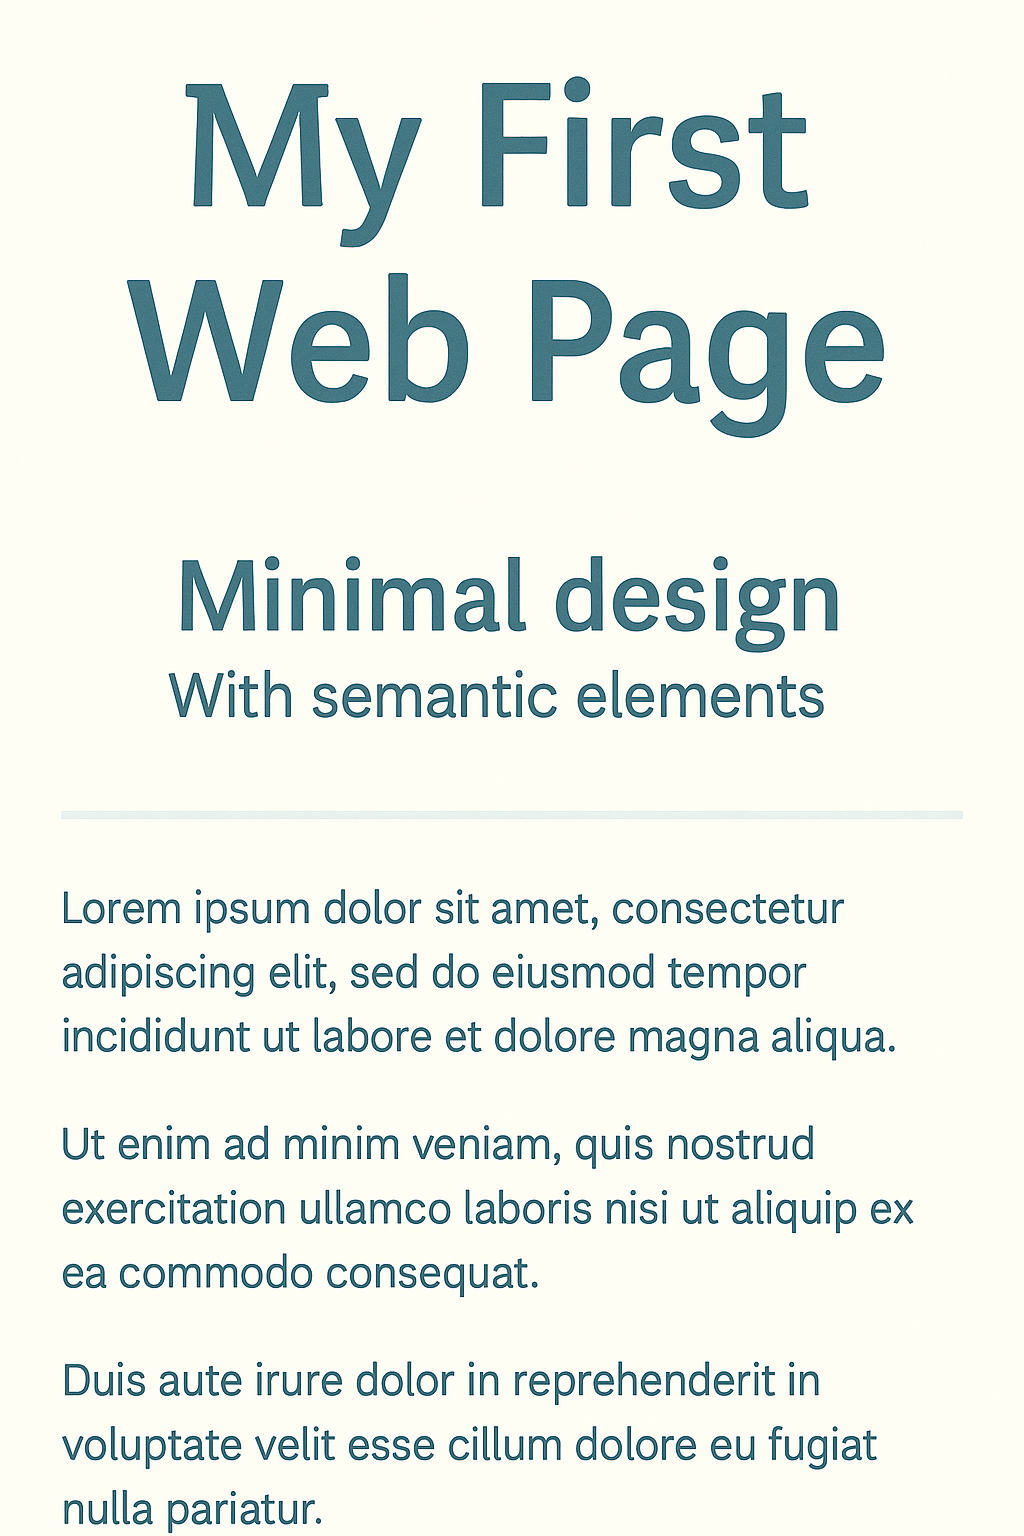 My First
Web Page
Minimal design
With semantic elements
Lorem ipsum dolor sit amet, consectetur
adipiscing elit, sed do eiusmod tempor
incididunt ut labore et dolore magna aliqua.
Ut enim ad minim veniam, quis nostrud
exercitation ullamco laboris nisi ut aliquip ex
ea commodo consequat.
Duis aute irure dolor in reprehenderit in
voluptate velit esse cillum dolore eu fugiat
nulla pariatur.